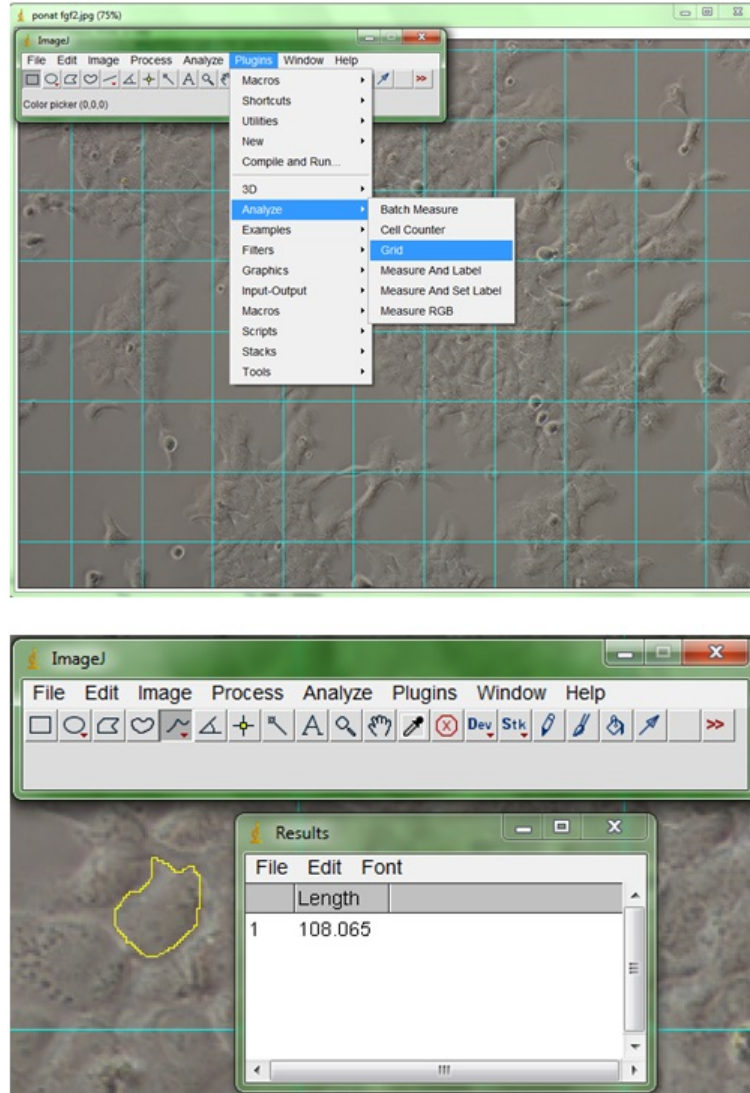 ponat fgf2.jpg (75%)
ImageJ
File Edit Image Process Analyze Plugins Window Help
A >>
Color picker (0,0,0)
Macros
Shortcuts
Utilities
New
Compile and Run...
3D
Analyze
Examples
Filters
Graphics
Input-Output
Macros
Scripts
Stacks
Tools
Batch Measure
Cell Counter
Grid
Measure And Label
Measure And Set Label
Measure RGB
ImageJ
File Edit Image Process Analyze Plugins Window Help
A Dev Stk >>
Results
File Edit Font
Length
1 108.065